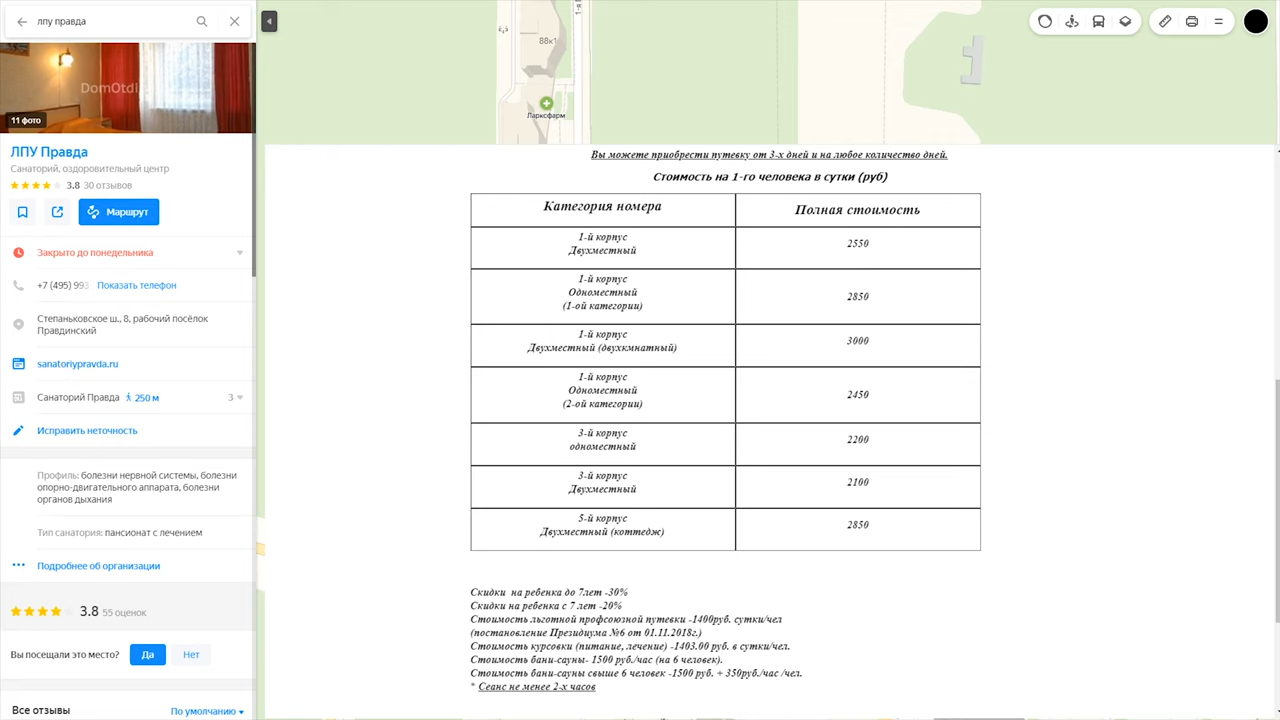 лпу правда
DomOtdi
11 фото
ЛПУ Правда
Санаторий, оздоровительный центр
3.8 30 отзывов
Маршрут
Закрыто до понедельника
+7 (495) 993 Показать телефон
Степаньковское ш., 8, рабочий посёлок
Правдинский
sanatoriypravda.ru
Санаторий Правда 250 м 3
Исправить неточность
Профиль: болезни нервной системы, болезни
опорно-двигательного аппарата, болезни
органов дыхания
Тип санатория: пансионат с лечением
Подробнее об организации
3.8 55 оценок
Вы посещали это место? Да Нет
Все отзывы По умолчанию
88к1
Ларксфарм
Вы можете приобрести путевку от 3-х дней и на любое количество дней.
Стоимость на 1-го человека в сутки (руб)
Категория номера Полная стоимость
1-й корпус
Двухместный
2550
1-й корпус
Одноместный
(1-ой категории)
2850
1-й корпус
Двухместный (двухкмнатный)
3000
1-й корпус
Одноместный
(2-ой категории)
2450
3-й корпус
одноместный
2200
3-й корпус
Двухместный
2100
5-й корпус
Двухместный (коттедж)
2850
Скидки на ребенка до 7лет -30%
Скидки на ребенка с 7 лет -20%
Стоимость льготной профсоюзной путевки -1400руб. сутки/чел
(постановление Президиума №6 от 01.11.2018г.)
Стоимость курсовки (питание, лечение) -1403.00 руб. в сутки/чел.
Стоимость бани-сауны- 1500 руб./час (на 6 человек).
Стоимость бани-сауны свыше 6 человек -1500 руб. + 350руб./час /чел.
* Сеанс не менее 2-х часов